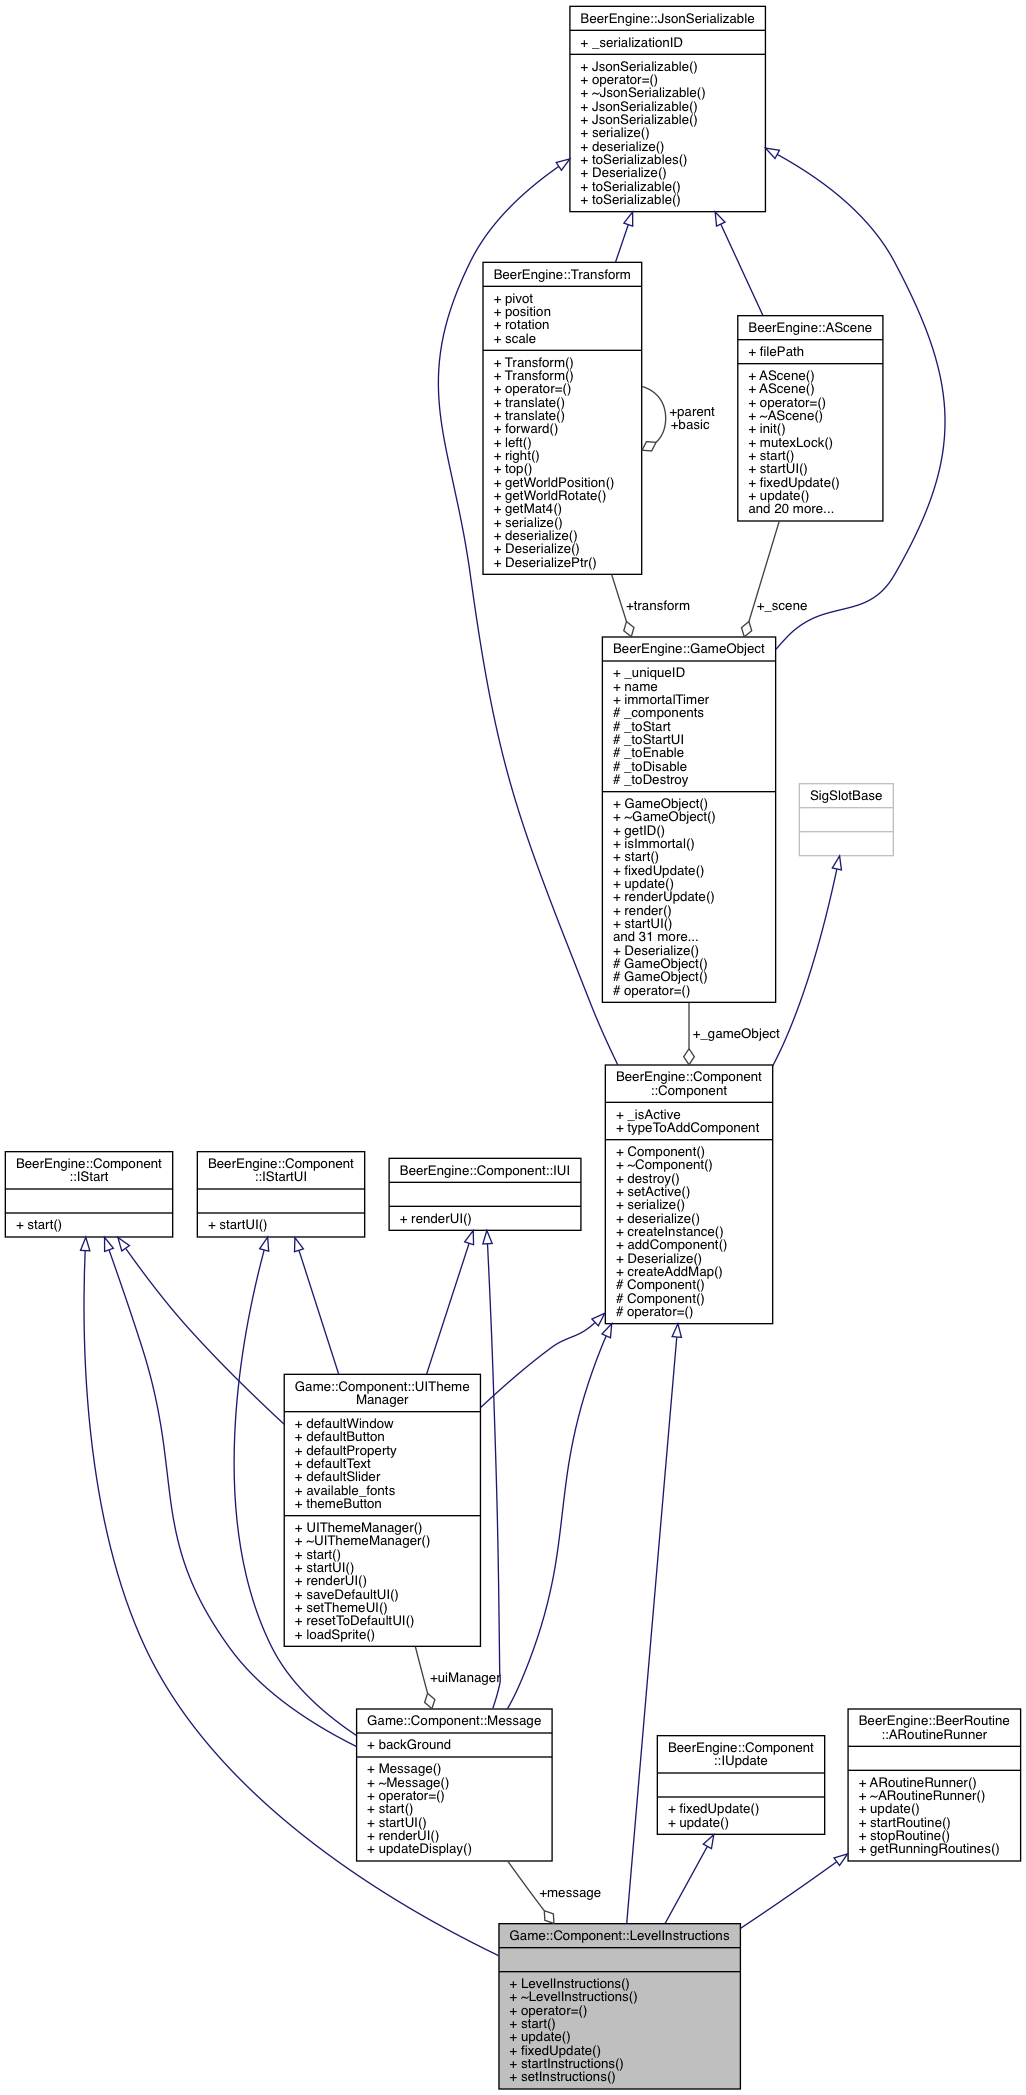 BeerEngine::JsonSerializable
+ _serializationID
+ JsonSerializable()
+ operator=()
+ ~JsonSerializable()
+ JsonSerializable()
+ JsonSerializable()
+ serialize()
+ deserialize()
+ toSerializables()
+ Deserialize()
+ toSerializable()
+ toSerializable()
BeerEngine::Transform
+ pivot
+ position
+ rotation
+ scale
+ Transform()
+ Transform()
+ operator=()
+ translate()
+ translate()
+ forward()
+ left()
+ right()
+ top()
+ getWorldPosition()
+ getWorldRotate()
+ getMat4()
+ serialize()
+ deserialize()
+ Deserialize()
+ DeserializePtr()
+parent
+basic
BeerEngine::AScene
+ filePath
+ AScene()
+ AScene()
+ operator=()
+ ~AScene()
+ init()
+ mutexLock()
+ start()
+ startUI()
+ fixedUpdate()
+ update()
and 20 more...
+transform
+_scene
BeerEngine::GameObject
+ _uniqueID
+ name
+ immortalTimer
# _components
# _toStart
# _toStartUI
# _toEnable
# _toDisable
# _toDestroy
+ GameObject()
+ ~GameObject()
+ getID()
+ isImmortal()
+ start()
+ fixedUpdate()
+ update()
+ renderUpdate()
+ render()
+ startUI()
and 31 more...
+ Deserialize()
# GameObject()
# GameObject()
# operator=()
SigSlotBase
+_gameObject
BeerEngine::Component
::Component
+ _isActive
+ typeToAddComponent
+ Component()
+ ~Component()
+ destroy()
+ setActive()
+ serialize()
+ deserialize()
+ createInstance()
+ addComponent()
+ Deserialize()
+ createAddMap()
# Component()
# Component()
# operator=()
BeerEngine::Component
::IStart
+ start()
BeerEngine::Component
::IStartUI
+ startUI()
BeerEngine::Component::IUI
+ renderUI()
Game::Component::UITheme
Manager
+ defaultWindow
+ defaultButton
+ defaultProperty
+ defaultText
+ defaultSlider
+ available_fonts
+ themeButton
+ UIThemeManager()
+ ~UIThemeManager()
+ start()
+ startUI()
+ renderUI()
+ saveDefaultUI()
+ setThemeUI()
+ resetToDefaultUI()
+ loadSprite()
+uiManager
Game::Component::Message
+ backGround
+ Message()
+ ~Message()
+ operator=()
+ start()
+ startUI()
+ renderUI()
+ updateDisplay()
BeerEngine::Component
::IUpdate
+ fixedUpdate()
+ update()
BeerEngine::BeerRoutine
::ARoutineRunner
+ ARoutineRunner()
+ ~ARoutineRunner()
+ update()
+ startRoutine()
+ stopRoutine()
+ getRunningRoutines()
+message
Game::Component::LevelInstructions
+ LevelInstructions()
+ ~LevelInstructions()
+ operator=()
+ start()
+ update()
+ fixedUpdate()
+ startInstructions()
+ setInstructions()